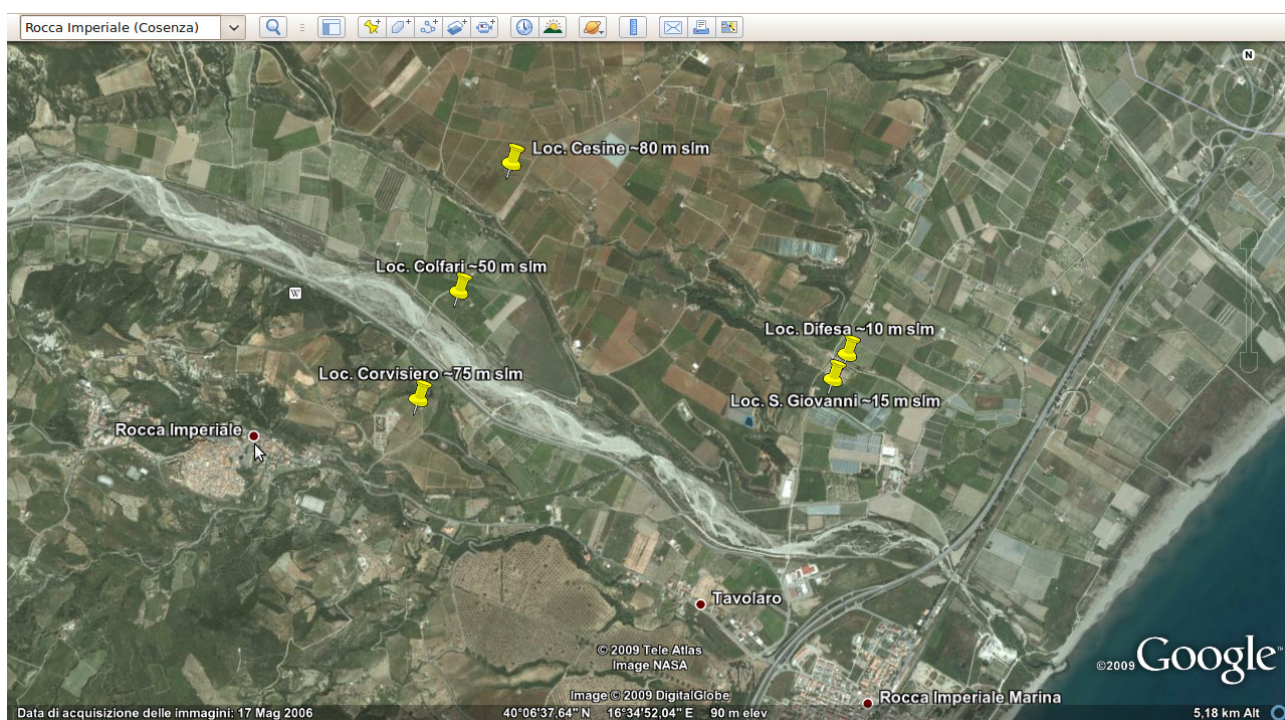 Rocca Imperiale (Cosenza)
N
Loc. Cesine ~80 m slm
Loc. Colfari ~50 m slm
W
Loc. Difesa ~10 m slm
Loc. Corvisiero ~75 m slm
Loc. S. Giovanni ~15 m slm
Rocca Imperiale
Tavolaro
© 2009 Tele Atlas
Image NASA
©2009 Google™
Image © 2009 DigitalGlobe
Rocca Imperiale Marina
Data di acquisizione delle immagini: 17 Mag 2006 40°06'37,64" N 16°34'52,04" E 90 m elev 5,18 km Alt